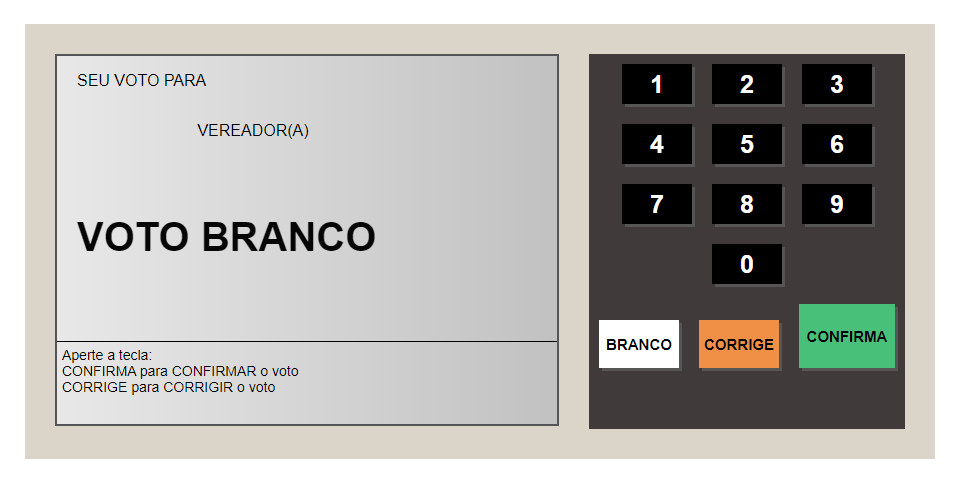 SEU VOTO PARA
VEREADOR(A)
VOTO BRANCO
Aperte a tecla:
CONFIRMA para CONFIRMAR o voto
CORRIGE para CORRIGIR o voto
1 2 3
4 5 6
7 8 9
0
BRANCO CORRIGE CONFIRMA